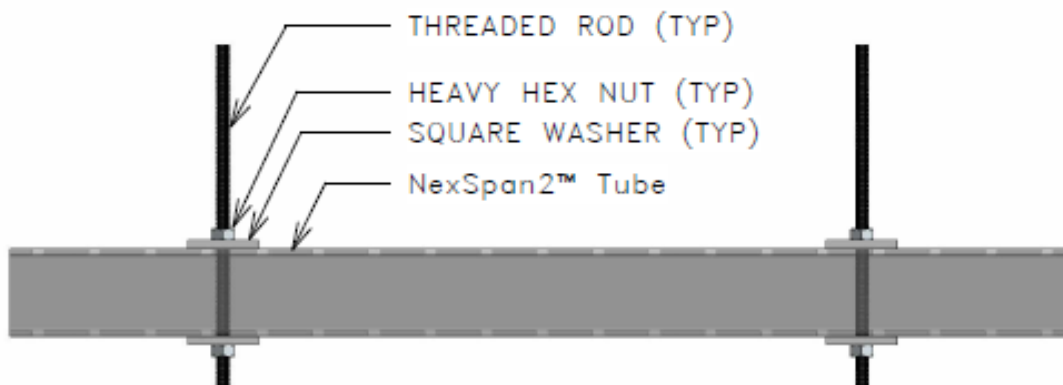 THREADED ROD (TYP)
HEAVY HEX NUT (TYP)
SQUARE WASHER (TYP)
NexSpan2™ Tube